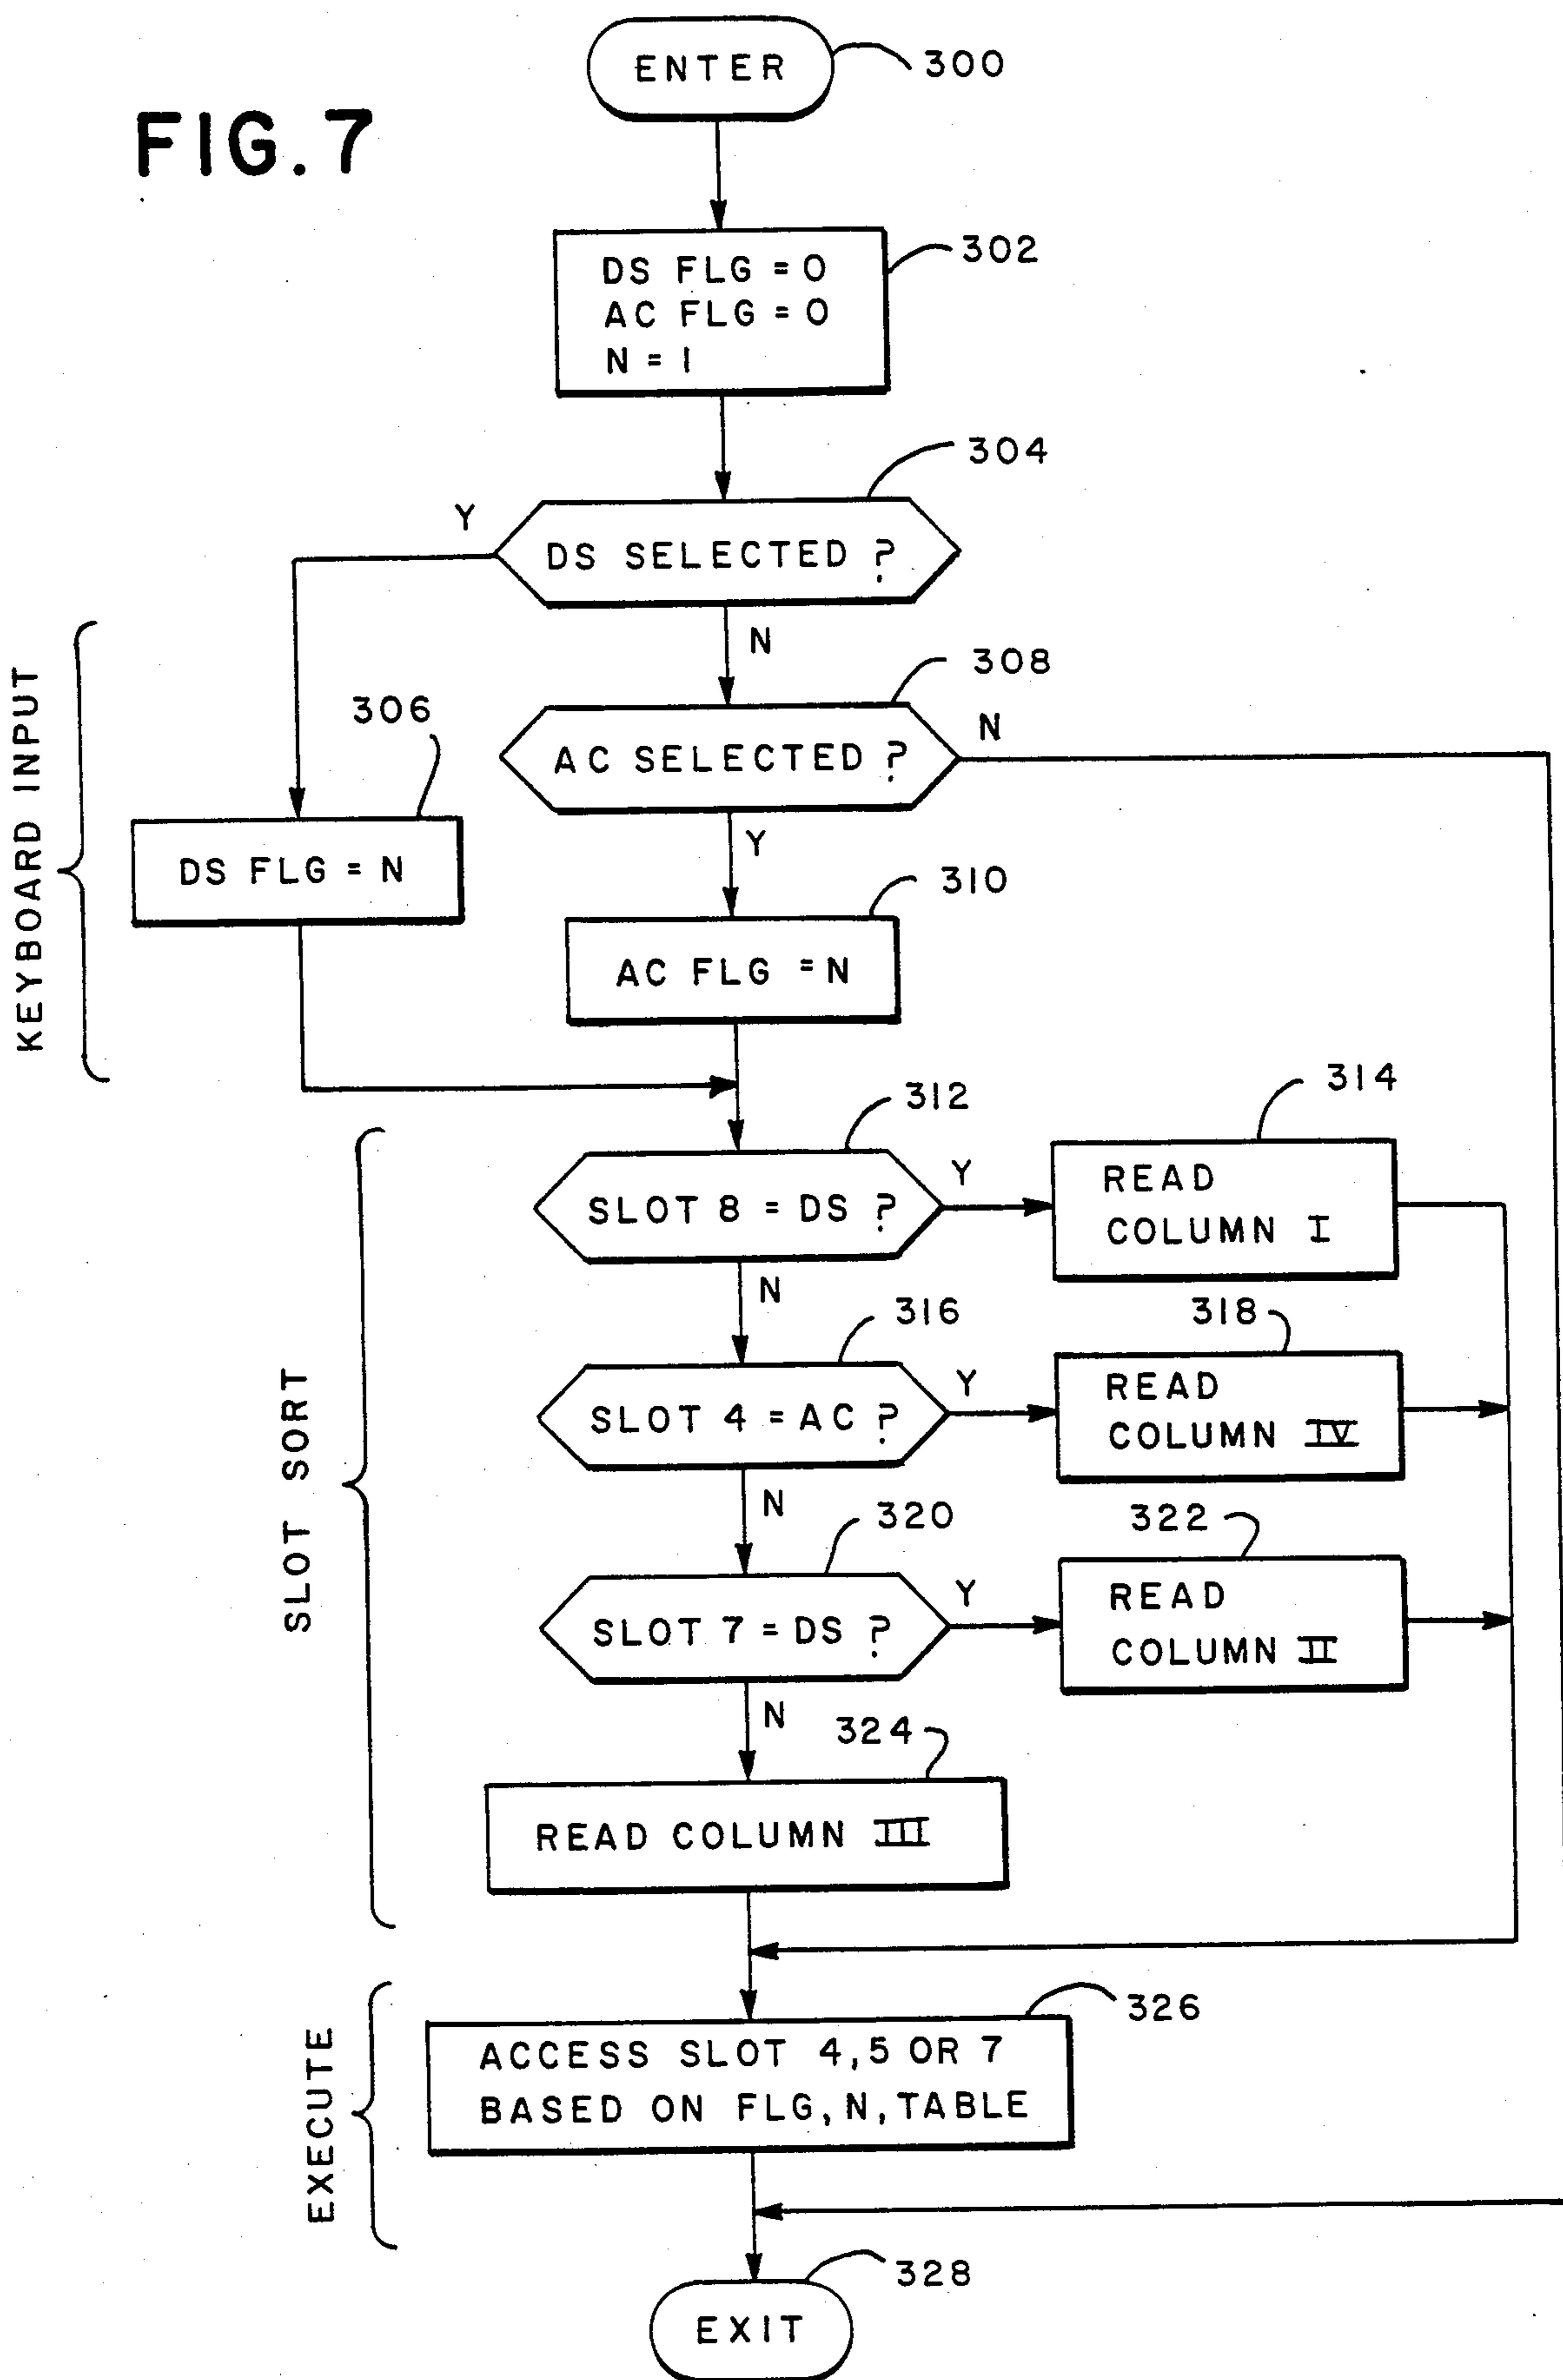 FIG. 7
ENTER
300
DS FLG = 0
AC FLG = 0
N = 1
302
304
DS SELECTED ?
Y
N
308
AC SELECTED ?
N
Y
KEYBOARD INPUT
306
DS FLG = N
310
AC FLG = N
312
SLOT 8 = DS ?
Y
314
READ
COLUMN I
N
316
SLOT 4 = AC ?
Y
318
READ
COLUMN IV
N
SLOT SORT
320
SLOT 7 = DS ?
Y
322
READ
COLUMN II
N
324
READ COLUMN III
326
ACCESS SLOT 4, 5 OR 7
BASED ON FLG, N, TABLE
EXECUTE
328
EXIT